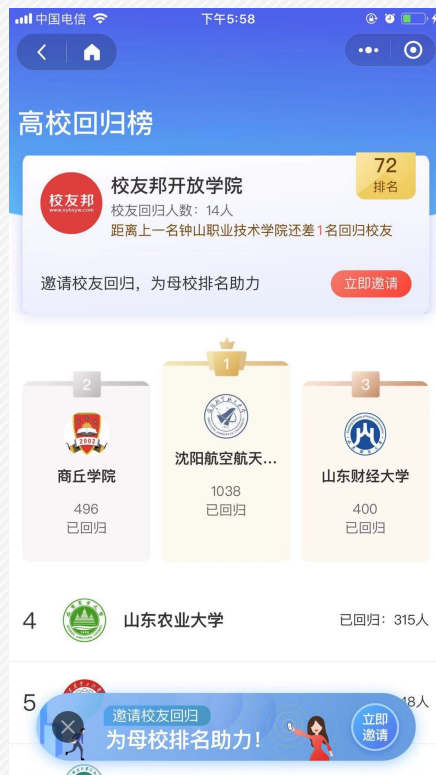 中国电信
下午5:58
高校回归榜
校友邦
www.xybsyw.com
校友邦开放学院
校友回归人数：14人
距离上一名钟山职业技术学院还差1名回归校友
72
排名
邀请校友回归，为母校排名助力
立即邀请
2
2002
商丘学院
496
已回归
1
沈阳航空航天...
1038
已回归
3
山东财经大学
400
已回归
4
山东农业大学
已回归：315人
5
48人
邀请校友回归
为母校排名助力！
立即
邀请